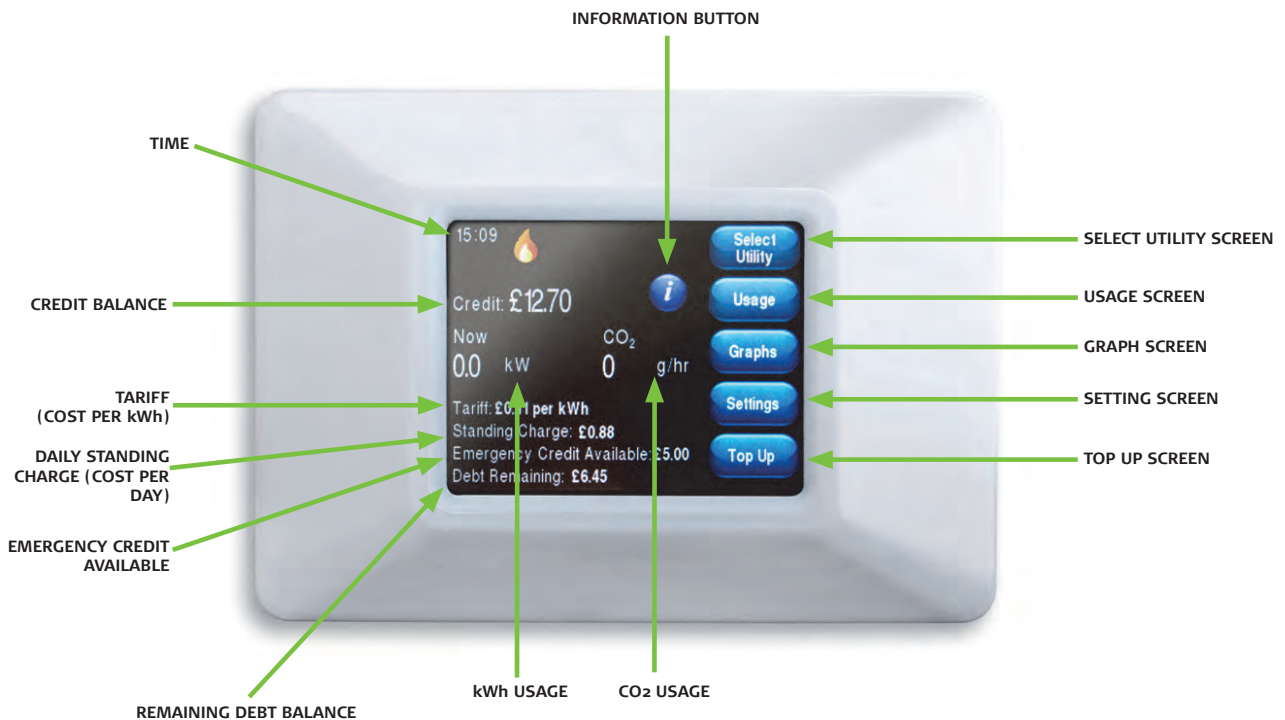 INFORMATION BUTTON
TIME
CREDIT BALANCE
TARIFF
(COST PER kWh)
DAILY STANDING
CHARGE (COST PER
DAY)
EMERGENCY CREDIT
AVAILABLE
REMAINING DEBT BALANCE
kWh USAGE
CO2 USAGE
SELECT UTILITY SCREEN
USAGE SCREEN
GRAPH SCREEN
SETTING SCREEN
TOP UP SCREEN
15:09
Credit: £12.70
i
Now
0.0 kW
CO2
0 g/hr
Tariff: per kWh
Standing Charge: £0.88
Emergency Credit Available: £5.00
Debt Remaining: £6.45
Select
Utility
Usage
Graphs
Settings
Top Up